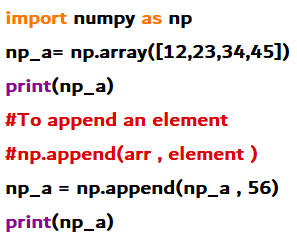 import numpy as np
np_a= np.array([12,23,34,45])
print(np_a)
#To append an element
#np.append(arr , element )
np_a = np.append(np_a , 56)
print(np_a)